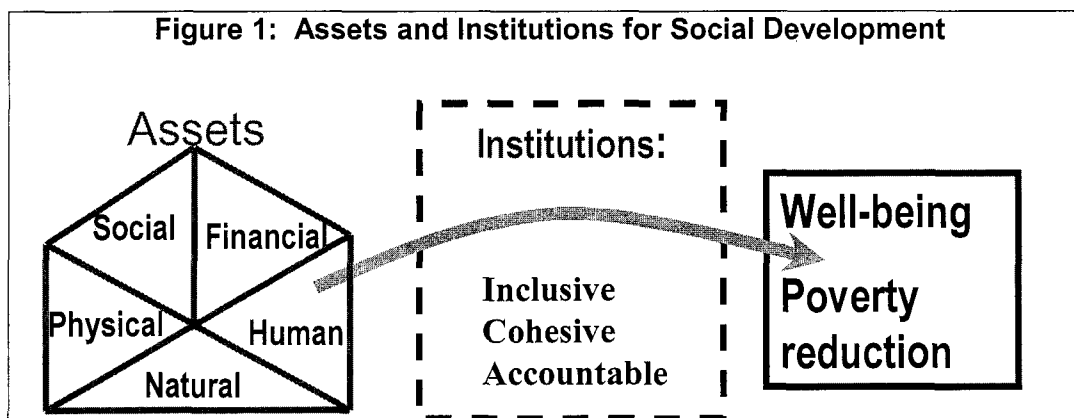 Figure 1: Assets and Institutions for Social Development
Assets
Social
Financial
Physical
Human
Natural
Institutions:
Inclusive
Cohesive
Accountable
Well-being
Poverty
reduction